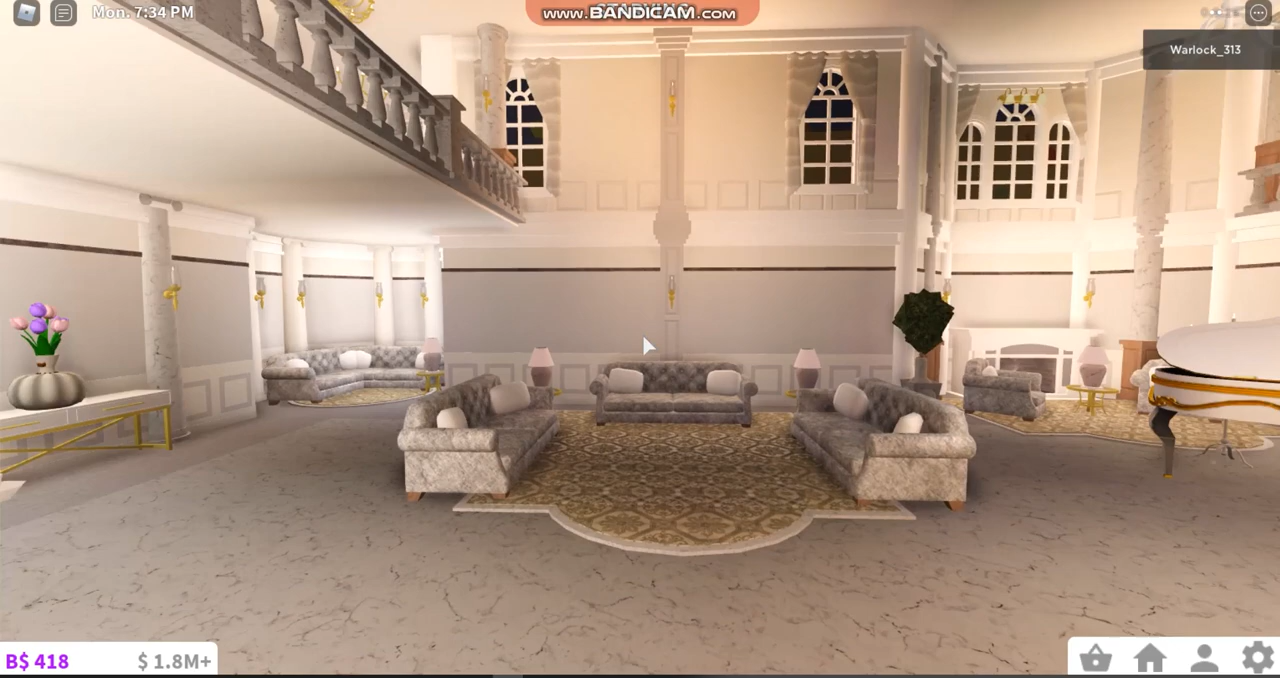 Mon. 7:34 PM
www.BANDICAM.com
Warlock_313
B$ 418
$ 1.8M+